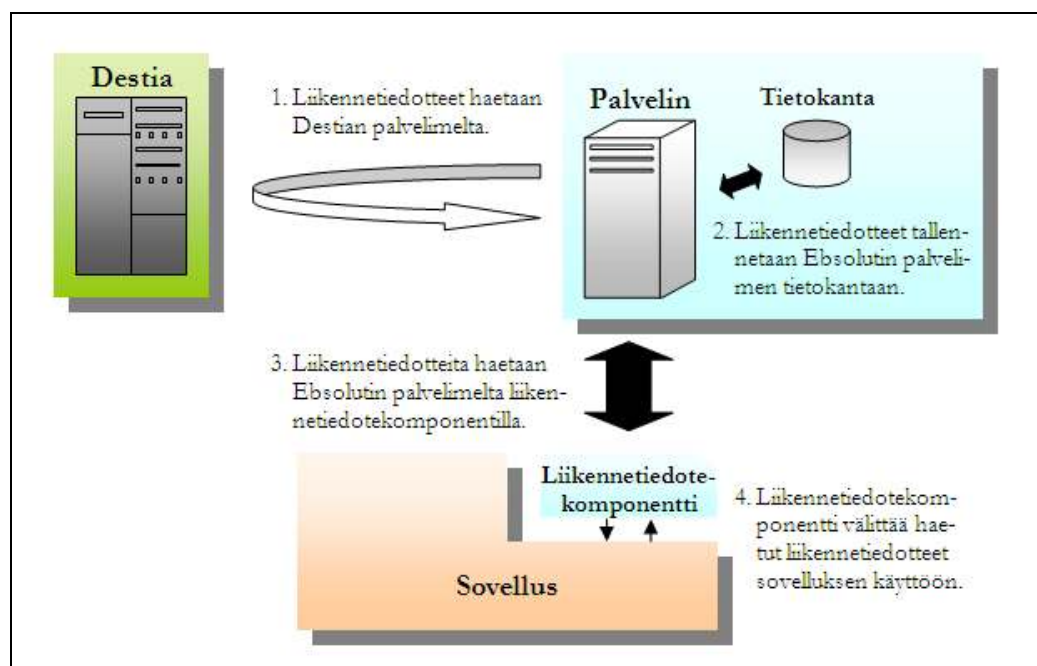 Destia
1. Liikennetiedotteet haetaan
Destian palvelimelta.
Palvelin
Tietokanta
2. Liikennetiedotteet tallen-
netaan Ebsolutin palveli-
men tietokantaan.
3. Liikennetiedotteita haetaan
Ebsolutin palvelimelta liiken-
netiedotekomponentilla.
Liikennetiedote-
komponentti
4. Liikennetiedotekom-
ponentti välittää hae-
tut liikennetiedotteet
sovelluksen käyttöön.
Sovellus